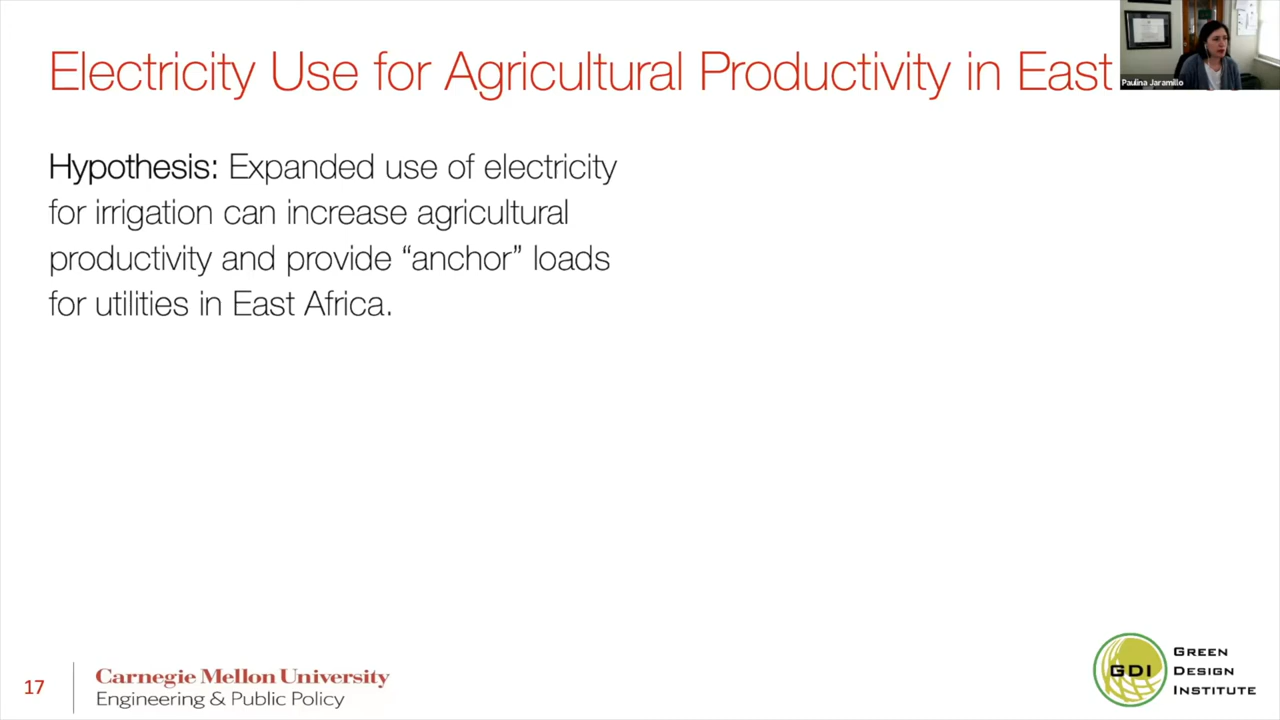 Electricity Use for Agricultural Productivity in East
Paulina Jaramillo
Hypothesis: Expanded use of electricity
for irrigation can increase agricultural
productivity and provide “anchor” loads
for utilities in East Africa.
17
Carnegie Mellon University
Engineering & Public Policy
GDI
GREEN
DESIGN
INSTITUTE